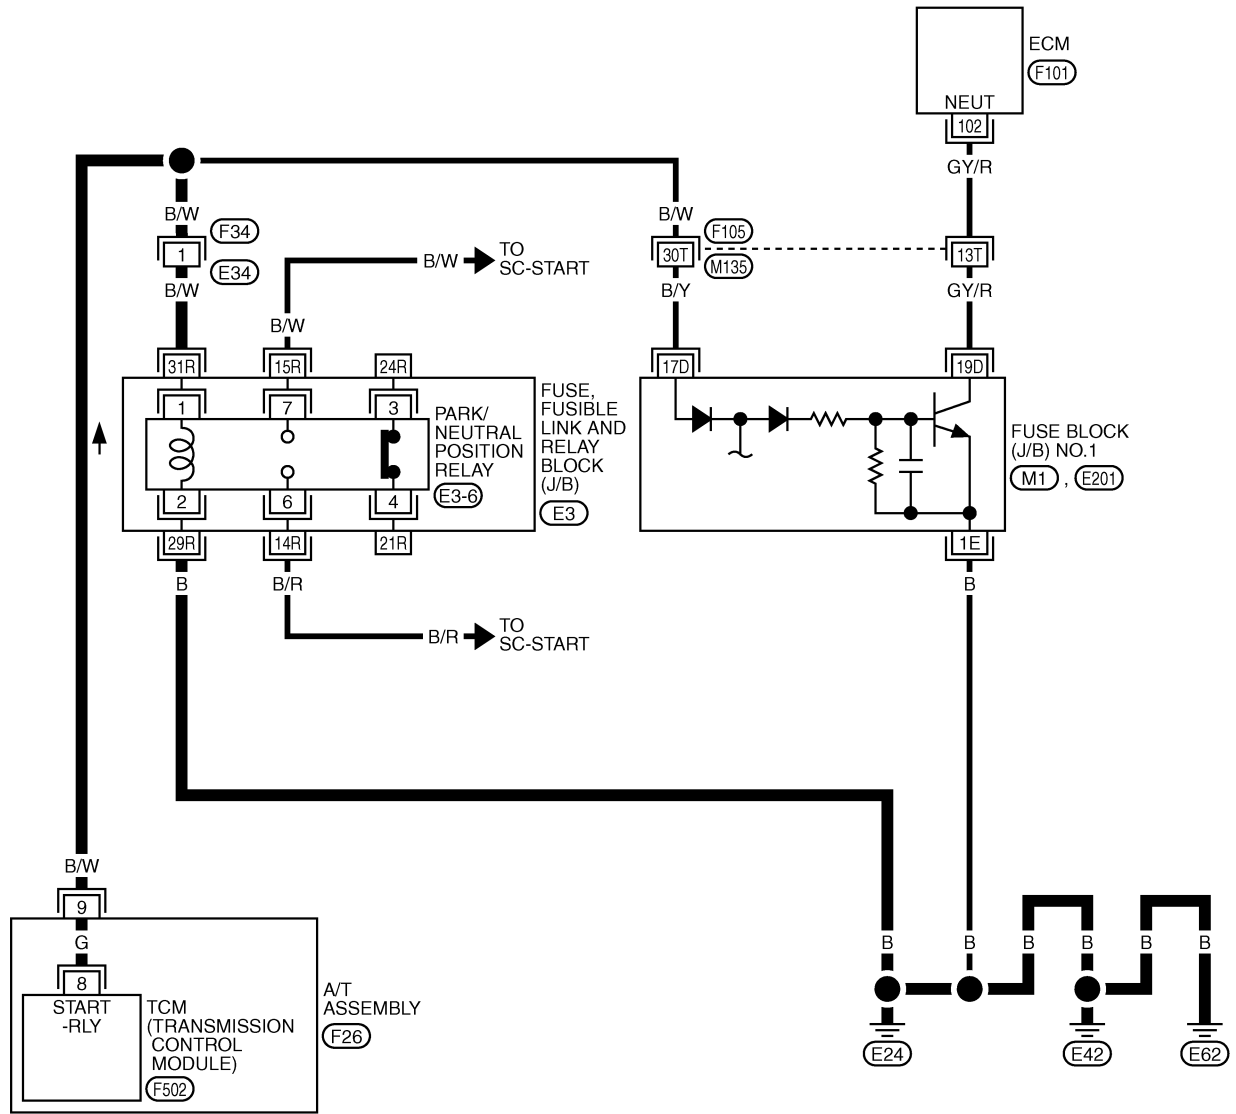 ECM
F101
NEUT
102
GY/R
B/W
F34
1
E34
B/W
B/W
TO
SC-START
B/W
B/W
F105
30T
M135
B/Y
13T
GY/R
31R
15R
24R
17D
19D
1
7
3
2
6
4
PARK/
NEUTRAL
POSITION
RELAY
E3-6
FUSE,
FUSIBLE
LINK AND
RELAY
BLOCK
(J/B)
E3
FUSE BLOCK
(J/B) NO.1
M1 , E201
29R
14R
21R
1E
B
B/R
B
B/R
TO
SC-START
B/W
9
G
8
START
-RLY
TCM
(TRANSMISSION
CONTROL
MODULE)
F502
A/T
ASSEMBLY
F26
B
B
B
B
B
B
E24
E42
E62